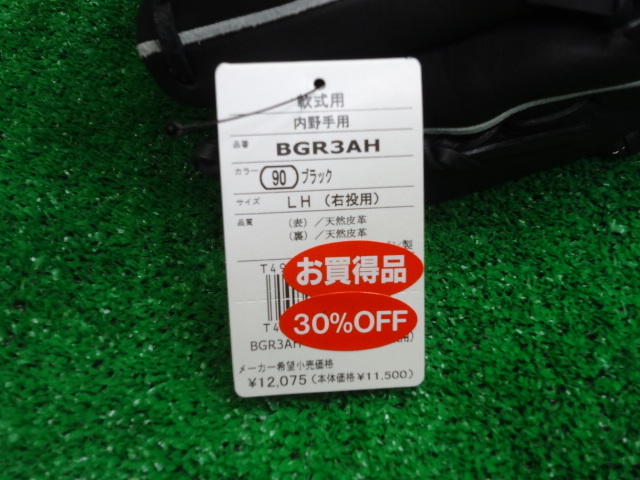 軟式用
内野手用
品番 BGR3AH
カラー 90 ブラック
サイズ LH (右投用)
品質 (表)/天然皮革
(裏)/天然皮革
製
T49
お買得品
30%OFF
T4
BGR3AH
メーカー希望小売価格
¥12,075 (本体価格¥11,500)